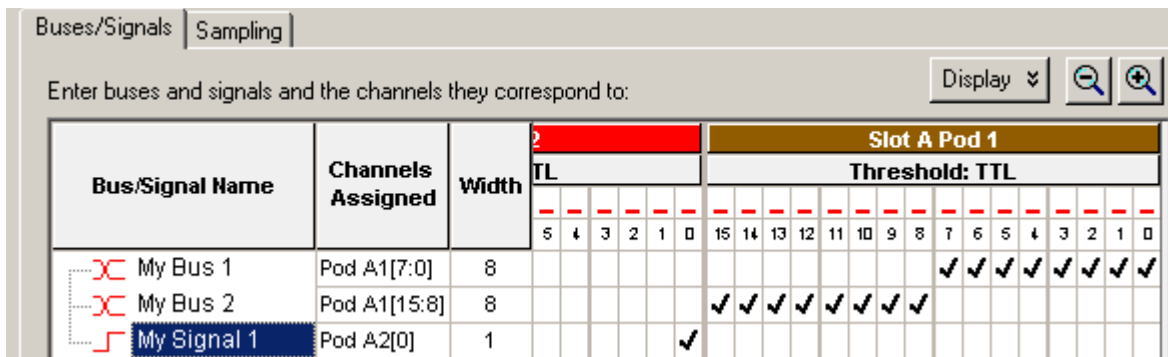 Buses/Signals Sampling
Display
Enter buses and signals and the channels they correspond to:
2 Slot A Pod 1
Bus/Signal Name Channels Assigned Width TL Threshold: TTL
5 4 3 2 1 0 15 14 13 12 11 10 9 8 7 6 5 4 3 2 1 0
My Bus 1 Pod A1[7:0] 8
My Bus 2 Pod A1[15:8] 8
My Signal 1 Pod A2[0] 1